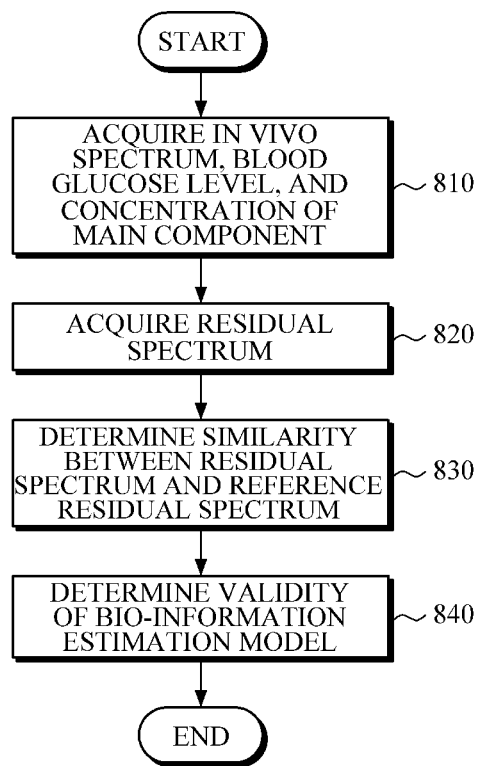 START
ACQUIRE IN VIVO
SPECTRUM, BLOOD
GLUCOSE LEVEL, AND
CONCENTRATION OF
MAIN COMPONENT
810
ACQUIRE RESIDUAL
SPECTRUM
820
DETERMINE SIMILARITY
BETWEEN RESIDUAL
SPECTRUM AND REFERENCE
RESIDUAL SPECTRUM
830
DETERMINE VALIDITY
OF BIO-INFORMATION
ESTIMATION MODEL
840
END